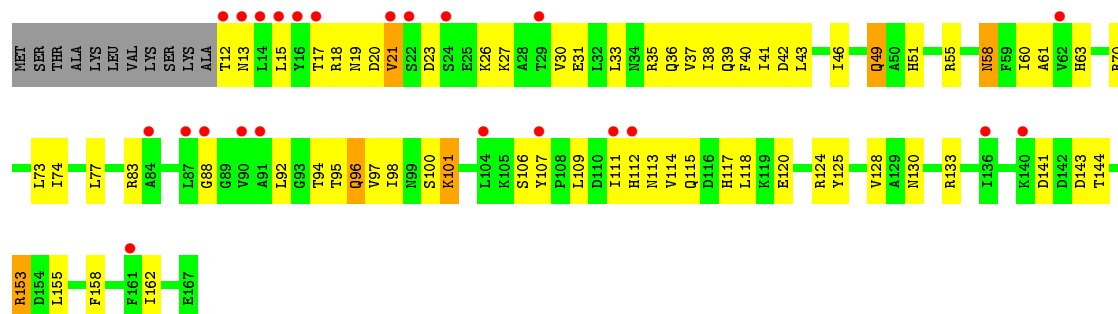 MET SER THR ALA LYS LEU VAL LYS SER LYS ALA T12 N13 L14 L15 Y16 T17 R18 N19 D20 V21 S22 D23 S24 E25 K26 K27 A28 T29 V30 E31 L32 L33 N34 R35 Q36 V37 I38 Q39 F40 I41 D42 L43 I46 Q49 A50 H51 R55 N58 F59 I60 A61 V62 H63 R70
L73 I74 L77 R83 A84 L87 G88 G89 V90 A91 L92 G93 T94 T95 Q96 V97 I98 N99 S100 K101 L104 K105 S106 Y107 P108 L109 D110 I111 H112 N113 V114 Q115 D116 H117 L118 K119 E120 R124 Y125 V128 A129 N130 R133 I136 K140 D141 D142 D143 T144
R153 D154 L155 F158 F161 I162 E167